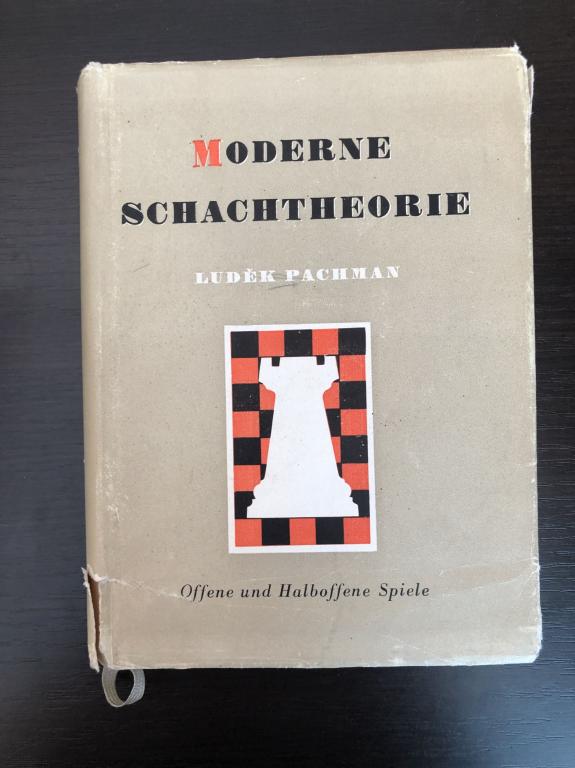 MODERNE
SCHACHTHEORIE
LUDĚK PACHMAN
Offene und Halboffene Spiele